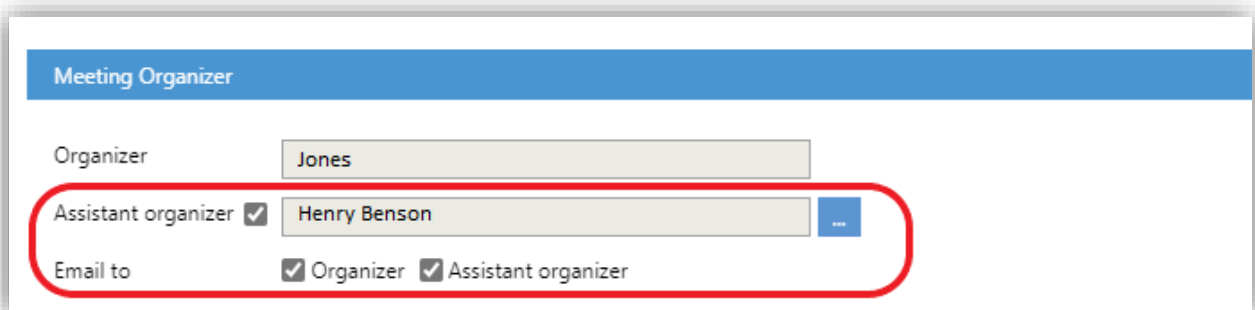 Meeting Organizer
Organizer Jones
Assistant organizer Henry Benson ...
Email to Organizer Assistant organizer